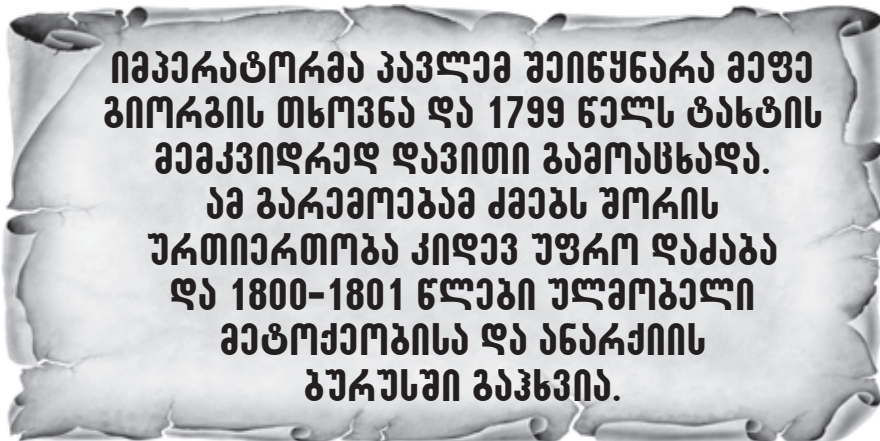 იმპერატორმა პავლემ შეიწყნარა მეფე
გიორგის თხოვნა და 1799 წელს ტახტის
მემკვიდრედ დავითი გამოაცხადა.
ამ გარემოებამ ძმებს შორის
ურთიერთობა კიდევ უფრო დაძაბა
და 1800-1801 წლები ულმობელი
მეტოქეობისა და ანარქიის
ბურუსში გაჰხვია.